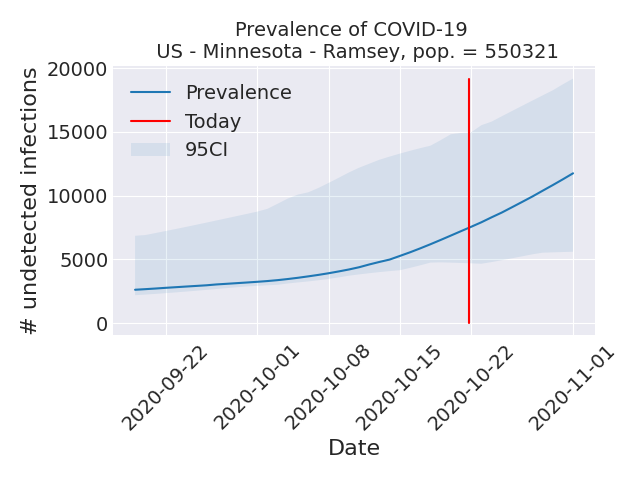 Prevalence of COVID-19
US - Minnesota - Ramsey, pop. = 550321
# undetected infections
20000
15000
10000
5000
0
Prevalence
Today
95CI
2020-09-22
2020-10-01
2020-10-08
2020-10-15
2020-10-22
2020-11-01
Date